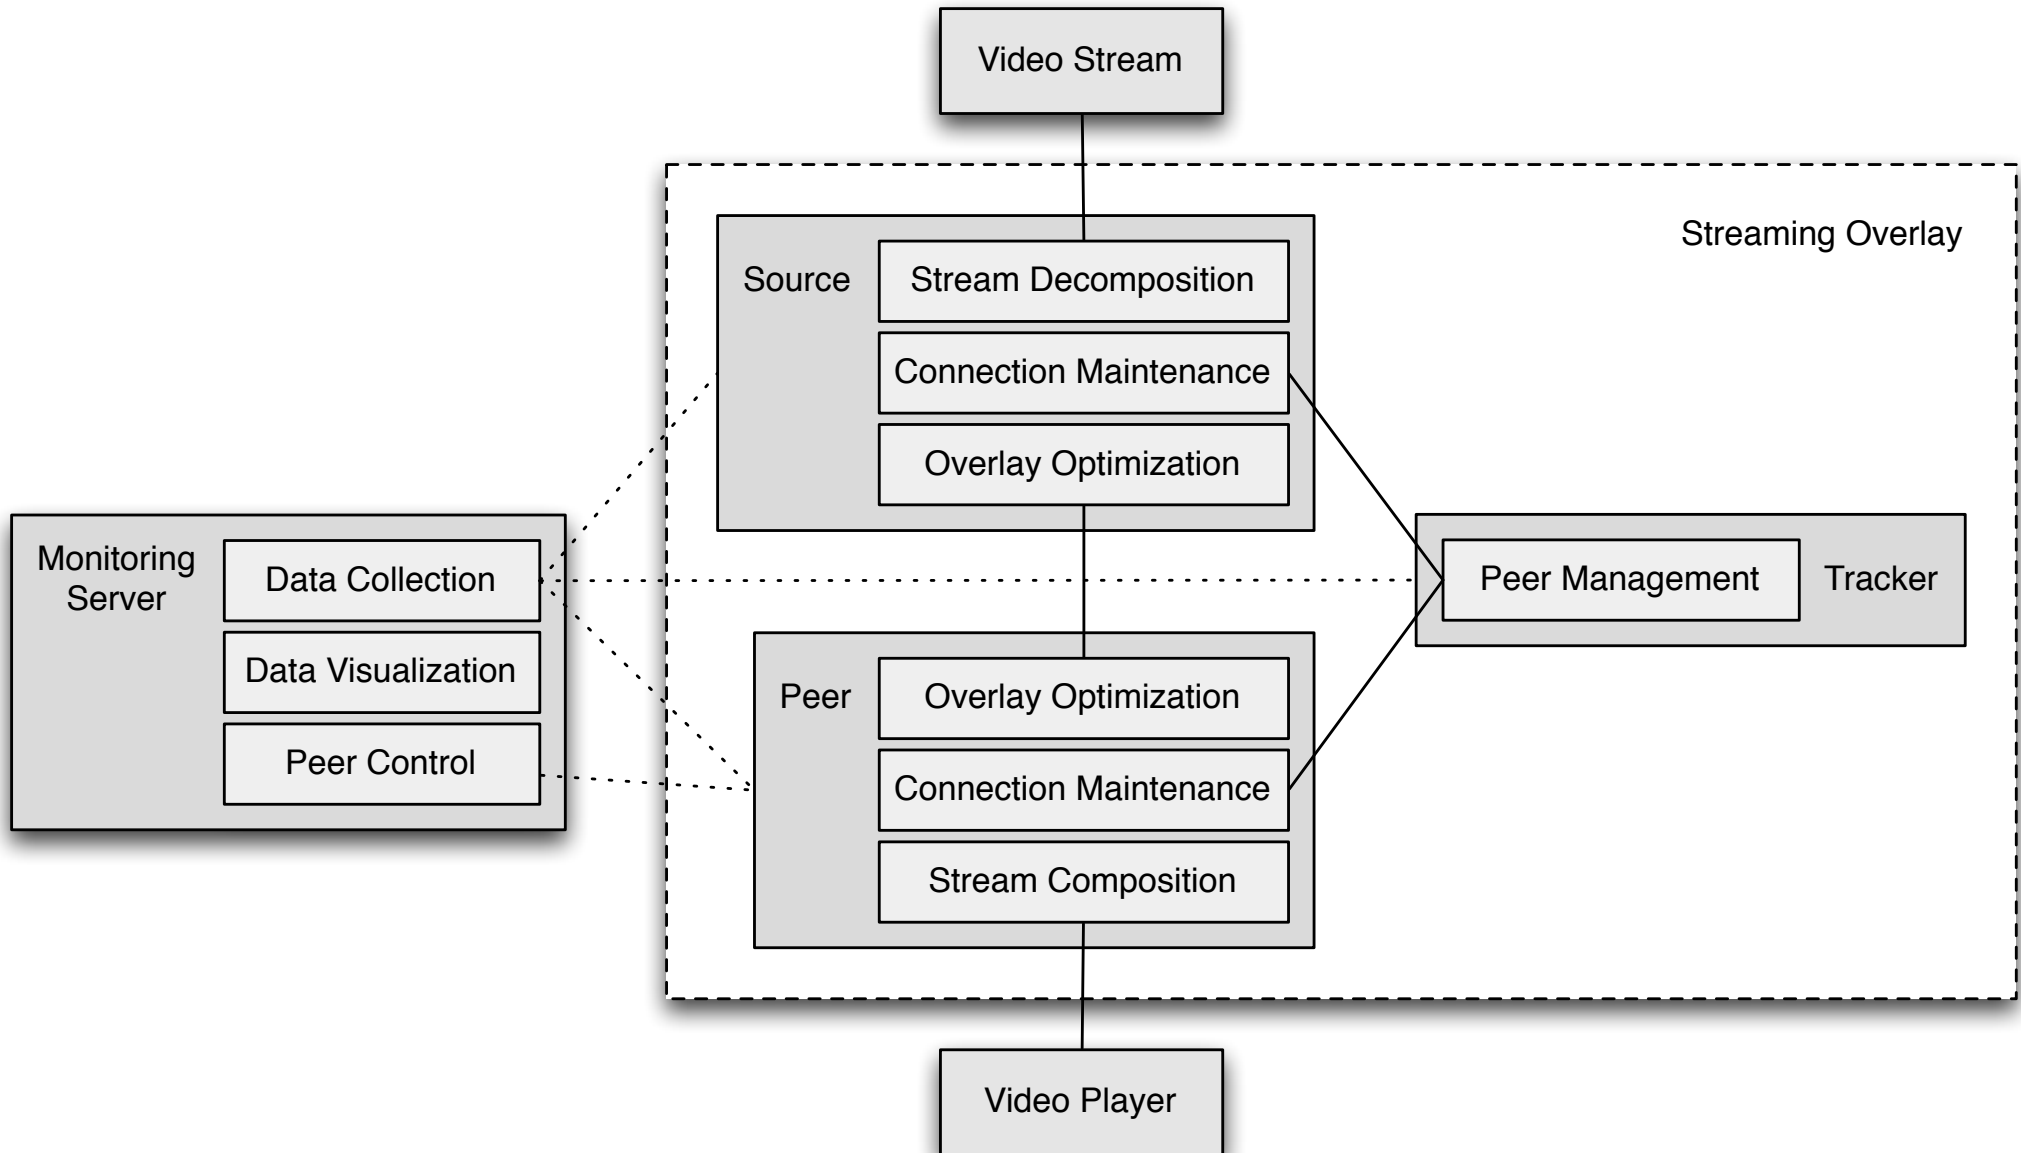 Video Stream
Streaming Overlay
Source
Stream Decomposition
Connection Maintenance
Overlay Optimization
Monitoring
Server
Data Collection
Data Visualization
Peer Control
Peer Management
Tracker
Peer
Overlay Optimization
Connection Maintenance
Stream Composition
Video Player